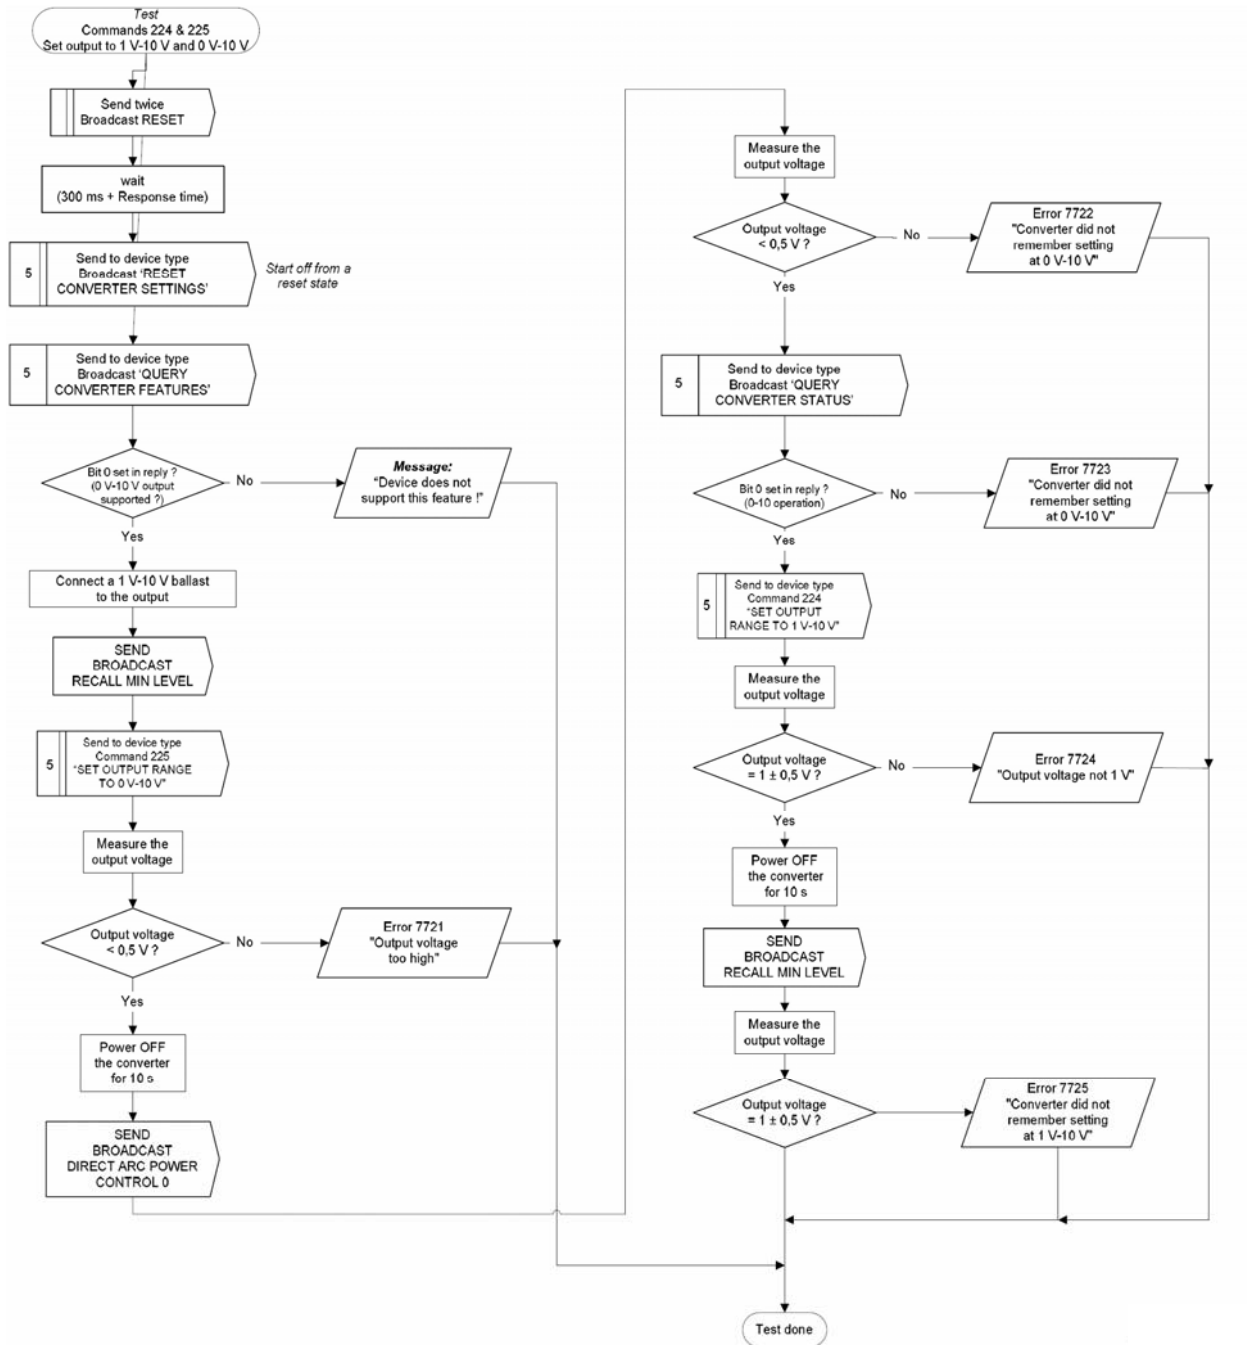 Test
Commands 224 & 225
Set output to 1 V-10 V and 0 V-10 V
Send twice
Broadcast RESET
wait
(300 ms + Response time)
5
Send to device type
Broadcast 'RESET
CONVERTER SETTINGS'
Start off from a
reset state
5
Send to device type
Broadcast 'QUERY
CONVERTER FEATURES'
Bit 0 set in reply ?
(0 V-10 V output
supported ?)
No
Message:
"Device does not
support this feature !"
Yes
Connect a 1 V-10 V ballast
to the output
SEND
BROADCAST
RECALL MIN LEVEL
5
Send to device type
Command 225
"SET OUTPUT RANGE
TO 0 V-10 V"
Measure the
output voltage
Output voltage
< 0,5 V ?
No
Error 7721
"Output voltage
too high"
Yes
Power OFF
the converter
for 10 s
SEND
BROADCAST
DIRECT ARC POWER
CONTROL 0
Measure the
output voltage
Output voltage
< 0,5 V ?
No
Error 7722
"Converter did not
remember setting
at 0 V-10 V"
Yes
5
Send to device type
Broadcast 'QUERY
CONVERTER STATUS'
Bit 0 set in reply ?
(0-10 operation)
No
Error 7723
"Converter did not
remember setting
at 0 V-10 V"
Yes
5
Send to device type
Command 224
"SET OUTPUT
RANGE TO 1 V-10 V"
Measure the
output voltage
Output voltage
= 1 ± 0,5 V ?
No
Error 7724
"Output voltage not 1 V"
Yes
Power OFF
the converter
for 10 s
SEND
BROADCAST
RECALL MIN LEVEL
Measure the
output voltage
Output voltage
= 1 ± 0,5 V ?
Error 7725
"Converter did not
remember setting
at 1 V-10 V"
Test done